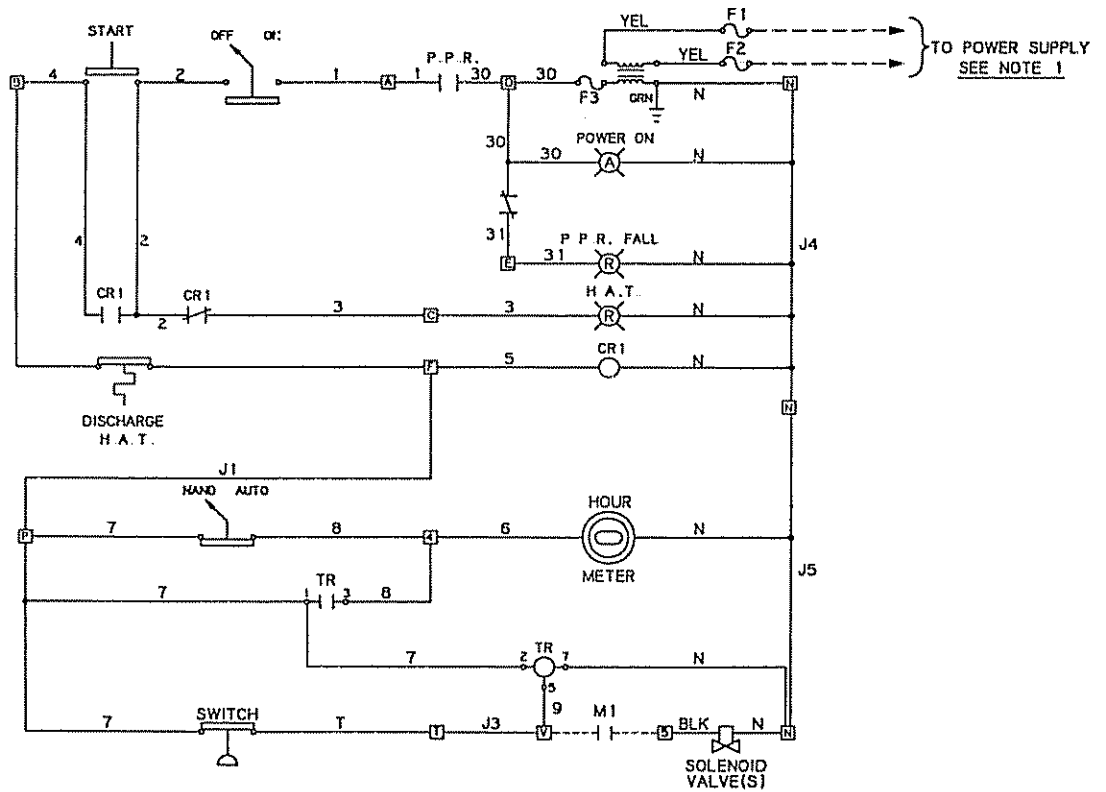 START
OFF ON
YEL F1
YEL F2
TO POWER SUPPLY
SEE NOTE 1
B 4 2 1 A 1 P.P.R. 30 D 30 F3 GRN N N
POWER ON
30 30 A N
31 P P.R. FALL
E 31 R N J4
4 2
CR1 CR1 H A.T.
2 3 C 3 R N
CR1
F 5 N
DISCHARGE
H.A.T.
N
J1
HAND AUTO HOUR
P 7 8 4 6 N
METER J5
TR
7 1 3 8
TR
7 2 7 N
5
9 M1
7 SWITCH T T J3 V 5 BLK N N
SOLENOID
VALVE(S)